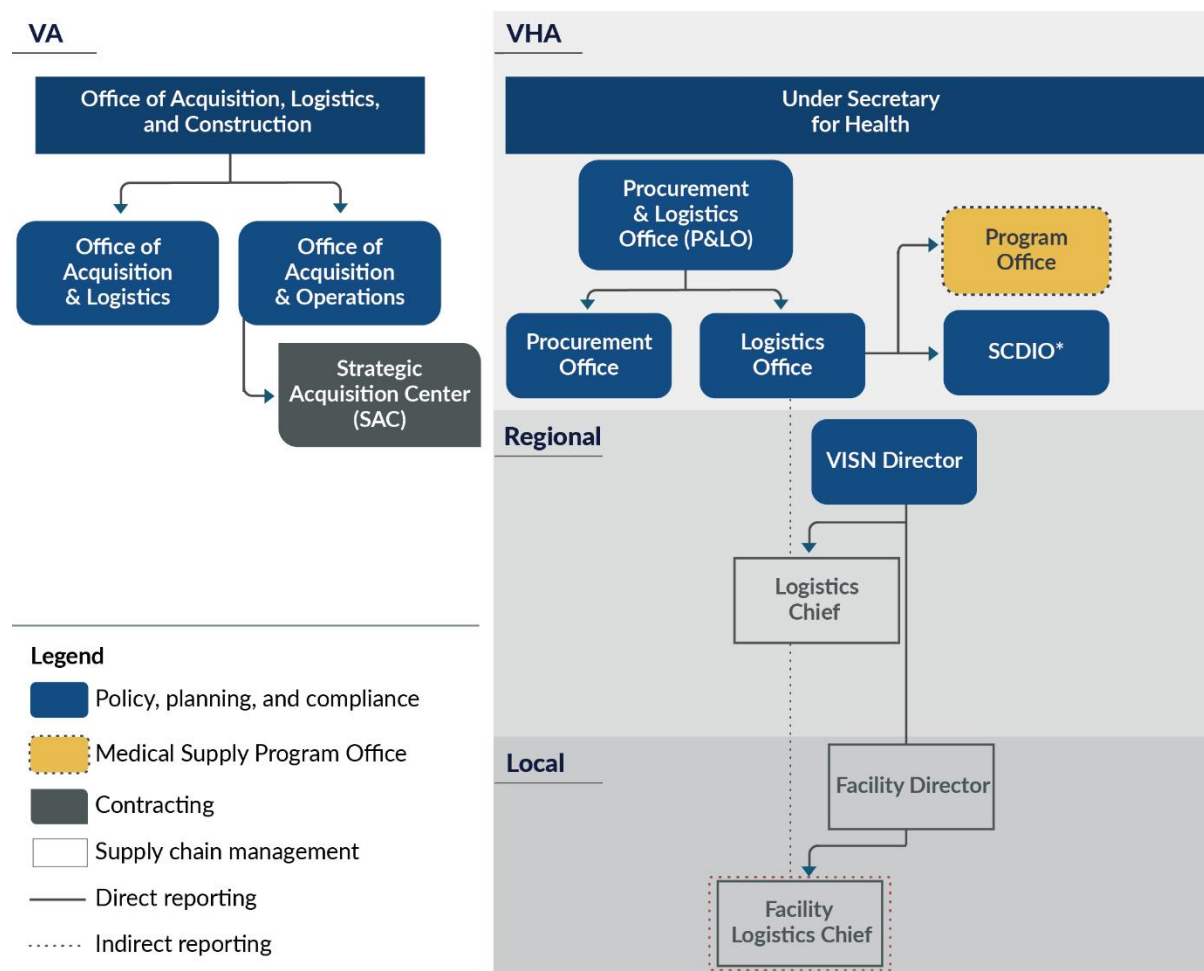 VA
Office of Acquisition, Logistics,
and Construction
Office of
Acquisition
& Logistics
Office of
Acquisition
& Operations
Strategic
Acquisition Center
(SAC)
Legend
Policy, planning, and compliance
Medical Supply Program Office
Contracting
Supply chain management
Direct reporting
Indirect reporting
VHA
Under Secretary
for Health
Procurement
& Logistics
Office (P&LO)
Procurement
Office
Logistics
Office
Program
Office
SCDIO*
Regional
VISN Director
Logistics
Chief
Local
Facility Director
Facility
Logistics Chief